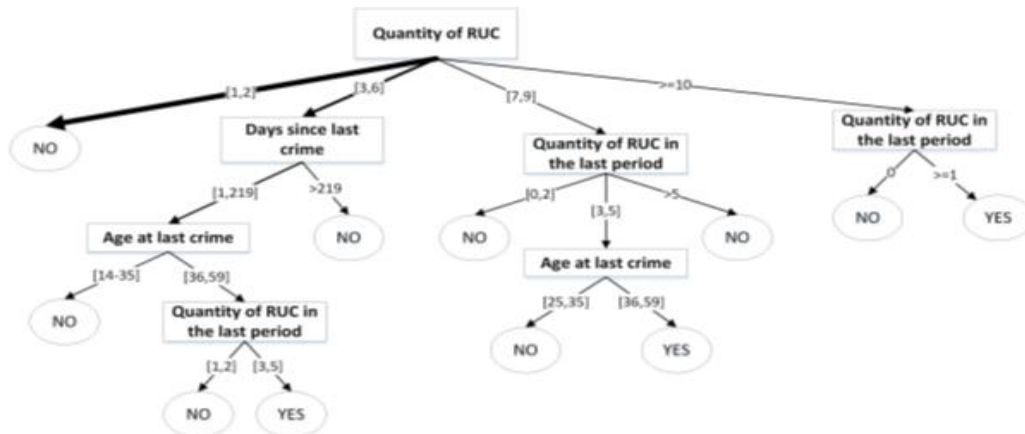 Quantity of RUC
[1,2]
[3,6]
[7,9]
>=10
NO
Days since last
crime
Quantity of RUC in
the last period
Quantity of RUC in
the last period
[1,219]
>219
[0,2]
[3,5]
>5
0
>=1
Age at last crime
NO
NO
NO
NO
YES
Age at last crime
[14-35]
[36,59]
[25,35]
[36,59]
NO
Quantity of RUC in
the last period
NO
YES
[1,2]
[3,5]
NO
YES